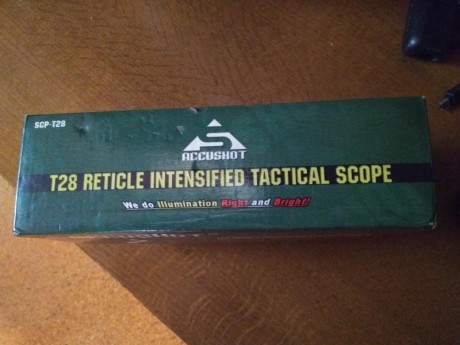 SCP-T28
ACCUSHOT
T28 RETICLE INTENSIFIED TACTICAL SCOPE
We do Illumination Right and Bright!